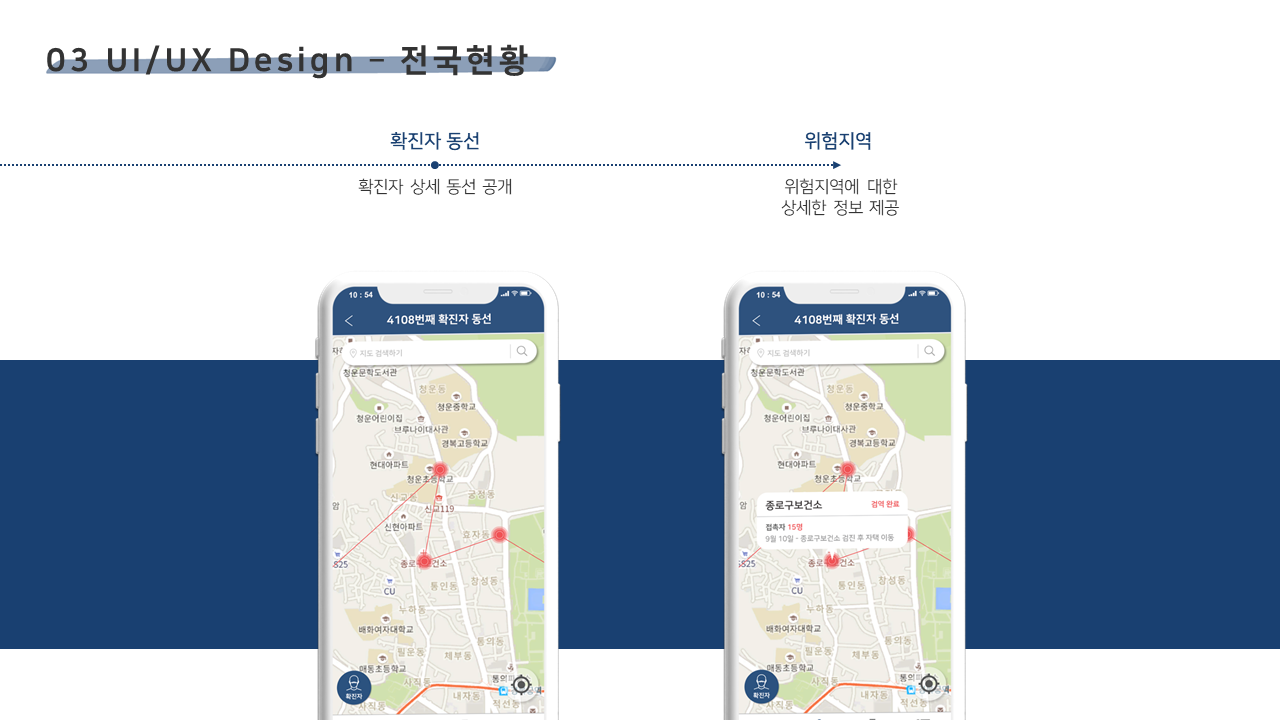 03 UI/UX Design – 전국현황
확진자 동선
확진자 상세 동선 공개
위험지역
위험지역에 대한
상세한 정보 제공
10 : 54
4108번째 확진자 동선
지도 검색하기
청운문학도서관
청운동
청운중학교
청운어린이집
브루나이대사관
경복고등학교
현대아파트
청운초등학교
신교동
궁정동
신교119
신현아파트
효자동
종로구보건소
GS25
통인동
창성동
CU
누하동
배화여자대학교
통의동
필운동
체부동
매동초등학교
사직동
내자동
적선동
확진자
10 : 54
4108번째 확진자 동선
지도 검색하기
청운문학도서관
청운동
청운중학교
청운어린이집
브루나이대사관
경복고등학교
현대아파트
청운초등학교
종로구보건소
검역 완료
접촉자 15명
9월 10일 - 종로구보건소 검진 후 자택 이동
통인동
창성동
CU
누하동
배화여자대학교
통의동
필운동
체부동
매동초등학교
사직동
내자동
적선동
확진자